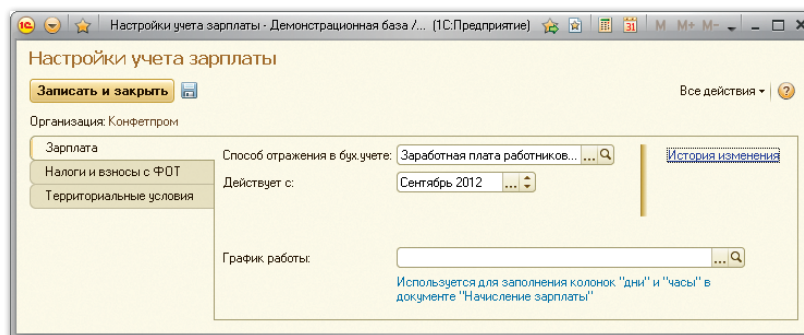 Настройки учета зарплаты - Демонстрационная база /... (1С:Предприятие) 31 M M+ M-
Настройки учета зарплаты
Записать и закрыть Все действия
Организация: Конфетпром
Зарплата
Налоги и взносы с ФОТ
Территориальные условия
Способ отражения в бух.учете: Заработная плата работников... ... История изменения
Действует с: Сентябрь 2012 ...
График работы: ...
Используется для заполнения колонок "дни" и "часы" в
документе "Начисление зарплаты"